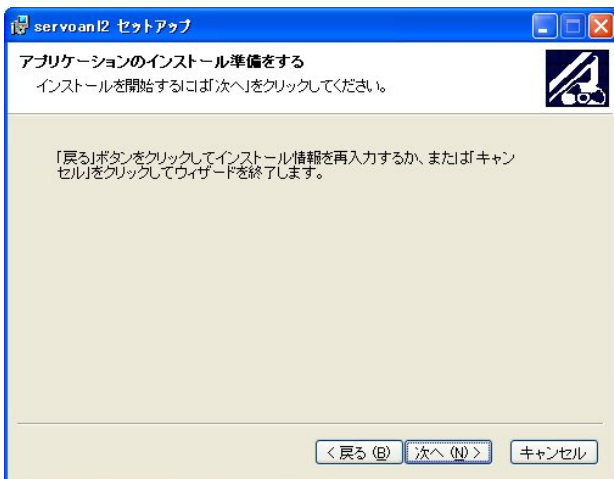 servoanl2 セットアップ
アプリケーションのインストール準備をする
インストールを開始するには「次へ」をクリックしてください。
「戻る」ボタンをクリックしてインストール情報を再入力するか、または「キャン
セル」をクリックしてウィザードを終了します。
< 戻る (B) 次へ (N) > キャンセル